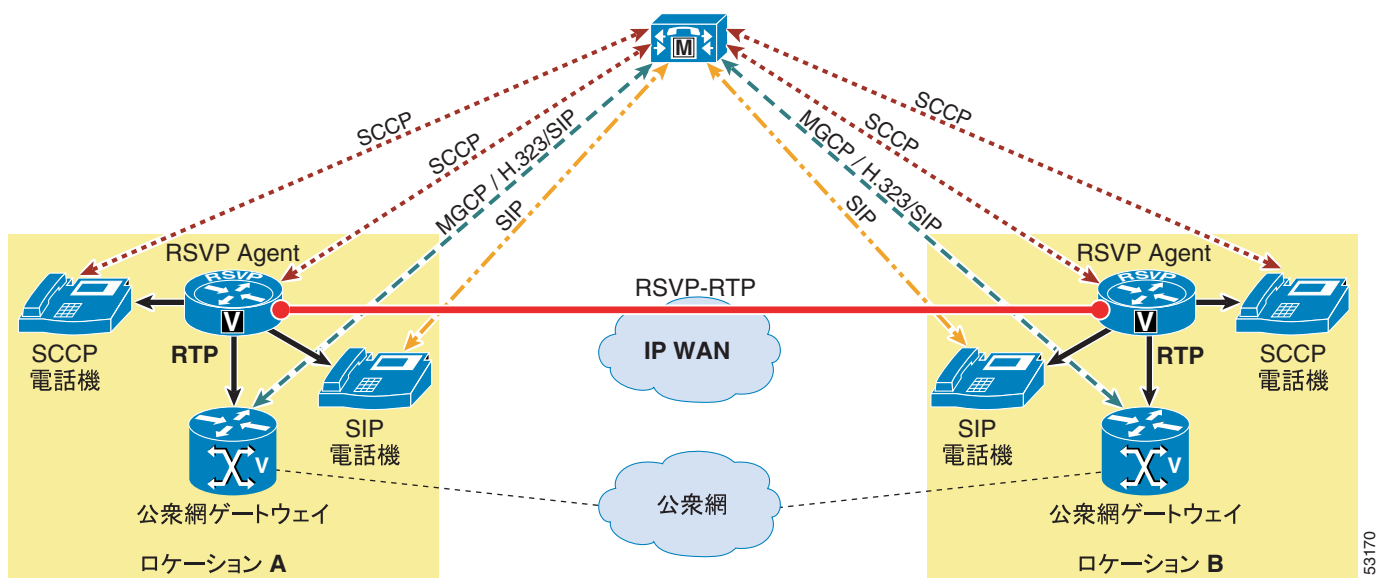 M
SCCP
SCCP
MGCP / H.323/SIP
SIP
SCCP
SCCP
MGCP / H.323/SIP
SIP
RSVP Agent
RSVP
V
RTP
SCCP
電話機
SIP
電話機
V
公衆網ゲートウェイ
ロケーション A
RSVP-RTP
IP WAN
公衆網
RSVP Agent
RSVP
V
RTP
SCCP
電話機
SIP
電話機
V
公衆網ゲートウェイ
ロケーション B
53170